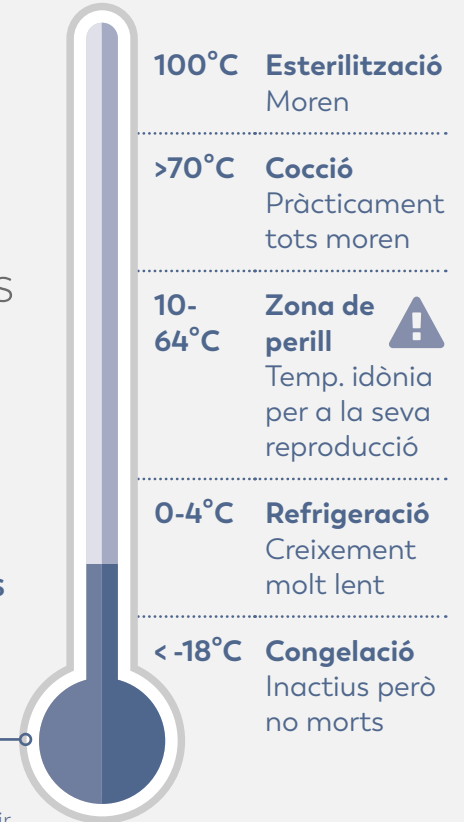 100°C Esterilització
Moren
>70°C Cocció
Pràcticament
tots moren
10- Zona de
64°C perill
Temp. idònia
per a la seva
reproducció
0-4°C Refrigeració
Creixement
molt lent
< -18°C Congelació
Inactius però
no morts